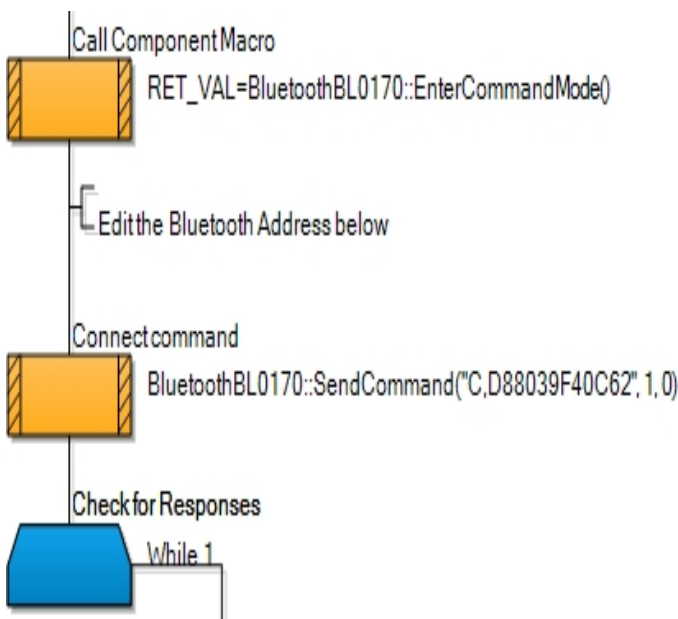 Call Component Macro
RET_VAL=BluetoothBL0170::EnterCommandMode()
Edit the Bluetooth Address below
Connect command
BluetoothBL0170::SendCommand("C,D88039F40C62", 1, 0)
Check for Responses
While 1